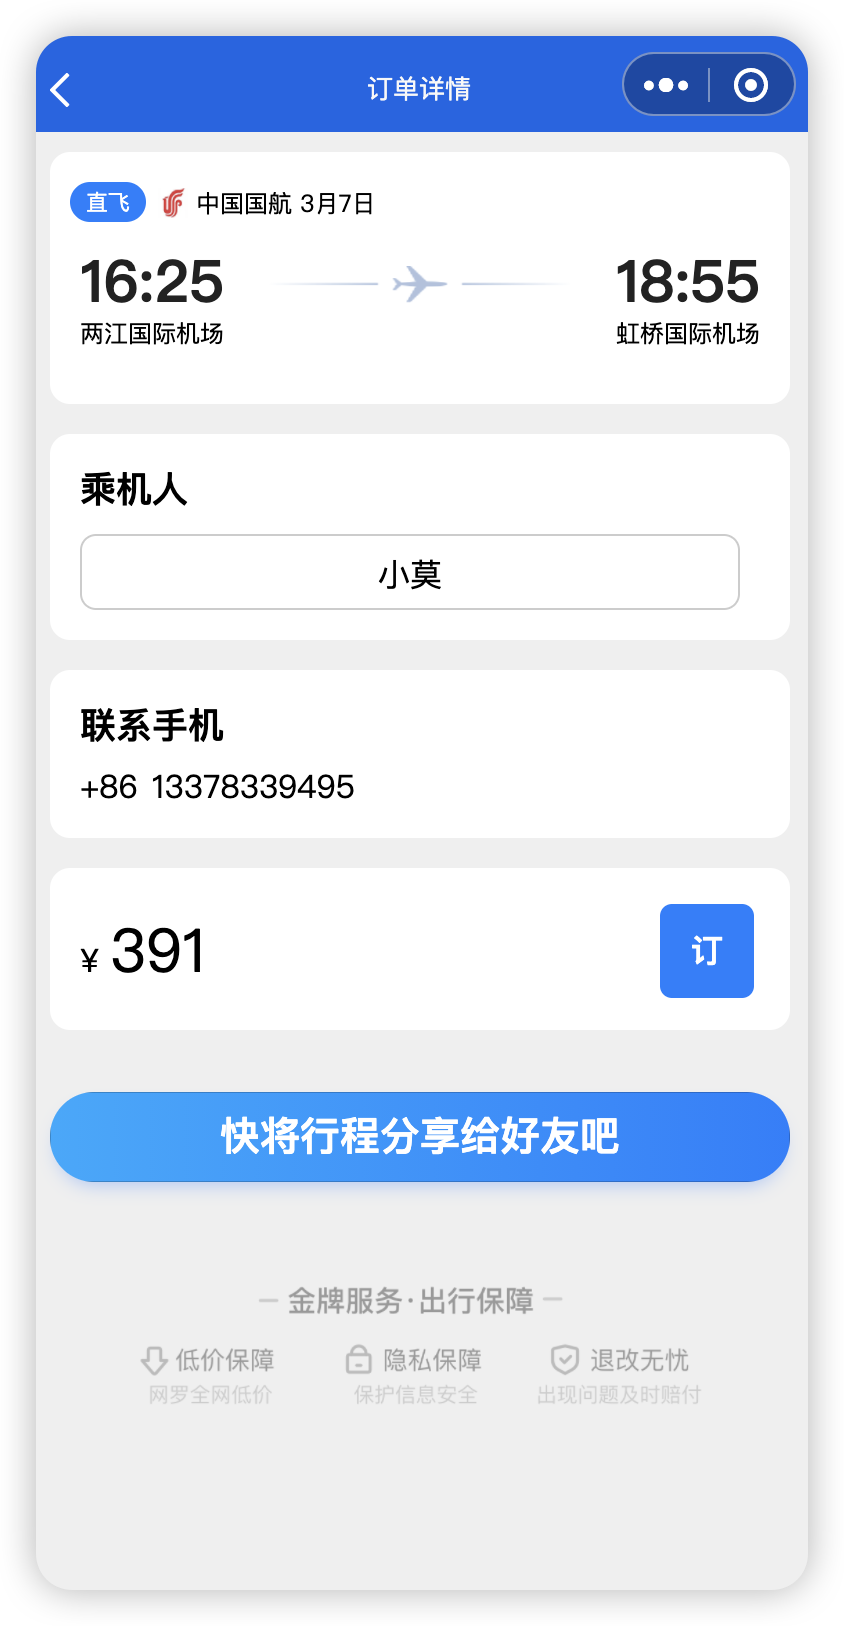 订单详情
直飞 中国国航 3月7日
16:25 18:55
两江国际机场 虹桥国际机场
乘机人
小莫
联系手机
+86 13378339495
¥ 391 订
快将行程分享给好友吧
金牌服务·出行保障
低价保障 隐私保障 退改无忧
网罗全网低价 保护信息安全 出现问题及时赔付